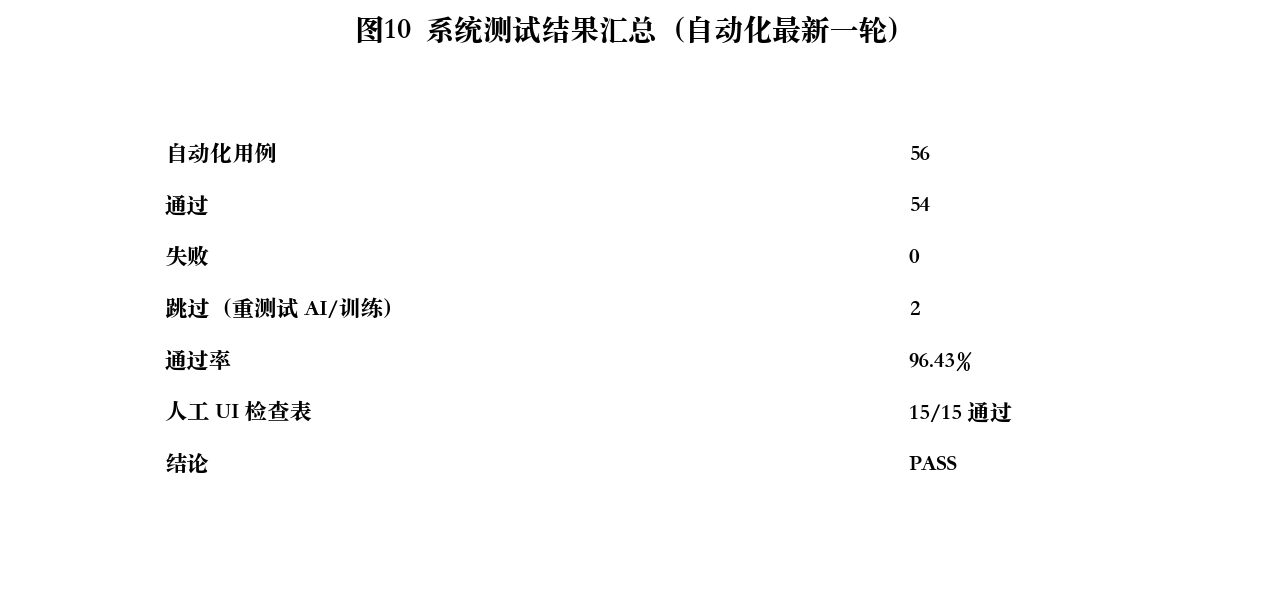 图10 系统测试结果汇总（自动化最新一轮）
自动化用例 56
通过 54
失败 0
跳过（重测试 AI/训练） 2
通过率 96.43%
人工 UI 检查表 15/15 通过
结论 PASS